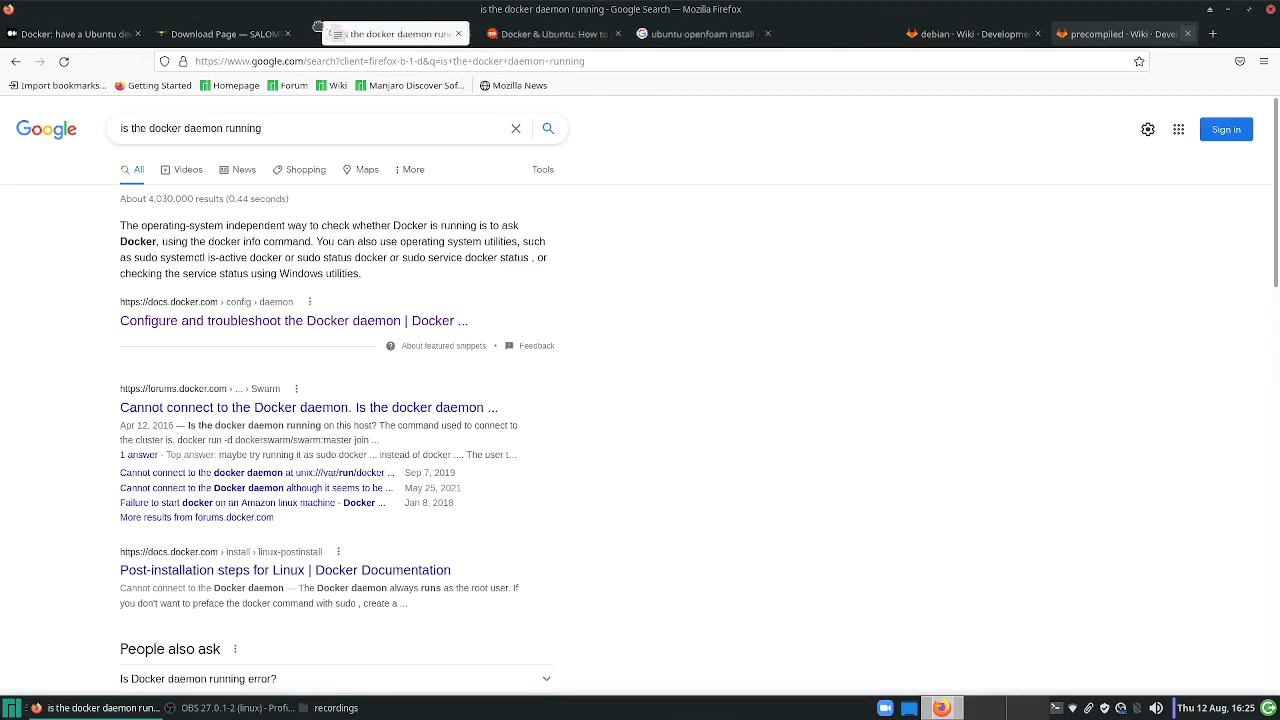 is the docker daemon running - Google Search — Mozilla Firefox
Docker: have a Ubuntu dev
Download Page — SALOME
is the docker daemon runn
Docker & Ubuntu: How to
ubuntu openfoam install -
debian - Wiki - Developmen
precompiled - Wiki - Devel
https://www.google.com/search?client=firefox-b-1-d&q=is+the+docker+daemon+running
Import bookmarks...
Getting Started
Homepage
Forum
Wiki
Manjaro Discover Sof...
Mozilla News
Google
is the docker daemon running
Sign in
All
Videos
News
Shopping
Maps
More
Tools
About 4,030,000 results (0.44 seconds)
The operating-system independent way to check whether Docker is running is to ask
Docker, using the docker info command. You can also use operating system utilities, such
as sudo systemctl is-active docker or sudo status docker or sudo service docker status , or
checking the service status using Windows utilities.
https://docs.docker.com › config › daemon
Configure and troubleshoot the Docker daemon | Docker ...
About featured snippets • Feedback
https://forums.docker.com › ... › Swarm
Cannot connect to the Docker daemon. Is the docker daemon ...
Apr 12, 2016 — Is the docker daemon running on this host? The command used to connect to
the cluster is. docker run -d dockerswarm/swarm:master join ...
1 answer · Top answer: maybe try running it as sudo docker ... instead of docker .... The user t…
Cannot connect to the docker daemon at unix:///var/run/docker ... Sep 7, 2019
Cannot connect to the Docker daemon although it seems to be ... May 25, 2021
Failure to start docker on an Amazon linux machine - Docker ... Jan 8, 2018
More results from forums.docker.com
https://docs.docker.com › install › linux-postinstall
Post-installation steps for Linux | Docker Documentation
Cannot connect to the Docker daemon — The Docker daemon always runs as the root user. If
you don't want to preface the docker command with sudo , create a ...
People also ask
Is Docker daemon running error?
is the docker daemon run...
OBS 27.0.1-2 (linux) - Profi...
recordings
Thu 12 Aug, 16:25